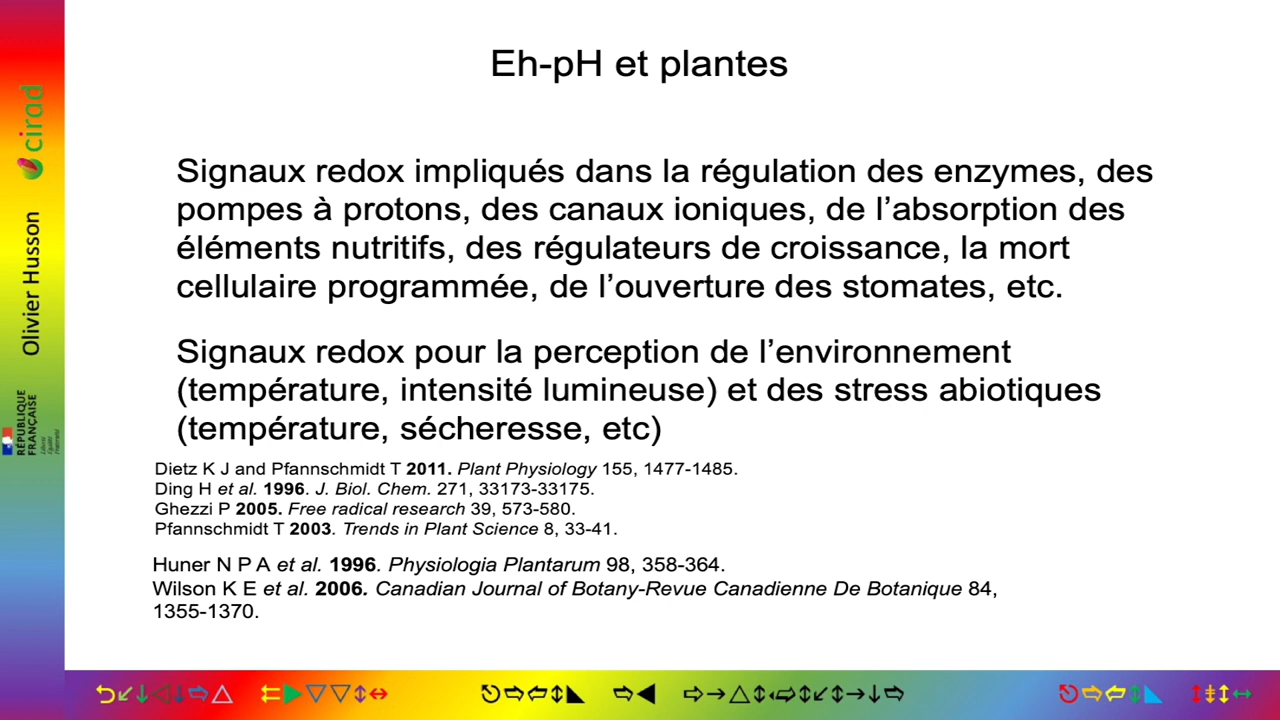 Eh-pH et plantes
Signaux redox impliqués dans la régulation des enzymes, des
pompes à protons, des canaux ioniques, de l’absorption des
éléments nutritifs, des régulateurs de croissance, la mort
cellulaire programmée, de l’ouverture des stomates, etc.
Signaux redox pour la perception de l’environnement
(température, intensité lumineuse) et des stress abiotiques
(température, sécheresse, etc)
Dietz K J and Pfannschmidt T 2011. Plant Physiology 155, 1477-1485.
Ding H et al. 1996. J. Biol. Chem. 271, 33173-33175.
Ghezzi P 2005. Free radical research 39, 573-580.
Pfannschmidt T 2003. Trends in Plant Science 8, 33-41.
Huner N P A et al. 1996. Physiologia Plantarum 98, 358-364.
Wilson K E et al. 2006. Canadian Journal of Botany-Revue Canadienne De Botanique 84,
1355-1370.
cirad
Olivier Husson
RÉPUBLIQUE
FRANÇAISE